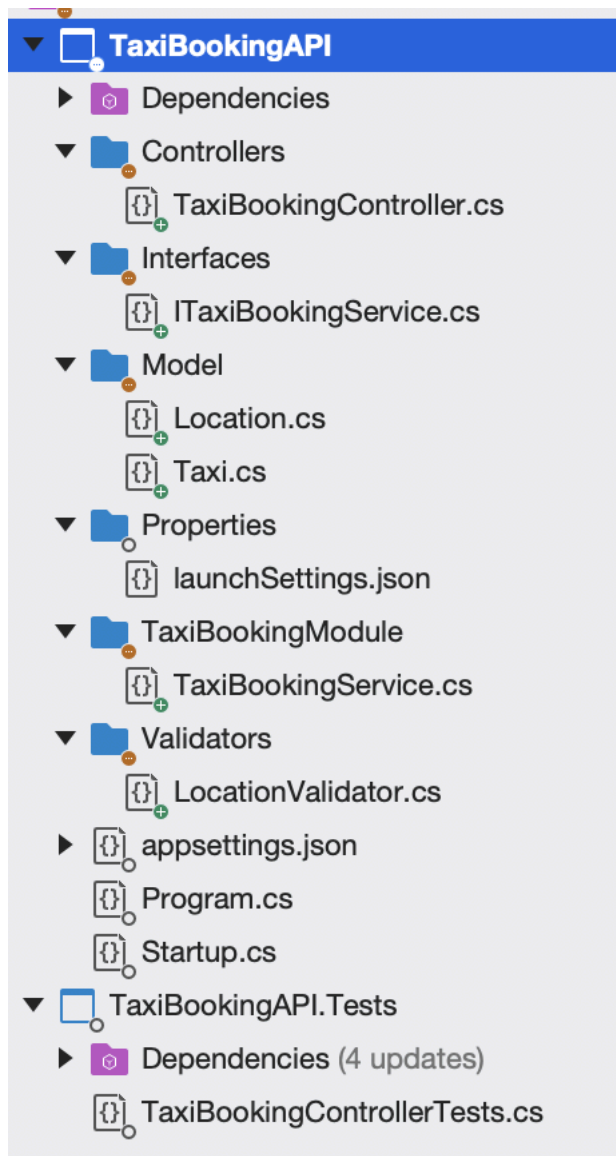 TaxiBookingAPI
Dependencies
Controllers
TaxiBookingController.cs
Interfaces
ITaxiBookingService.cs
Model
Location.cs
Taxi.cs
Properties
launchSettings.json
TaxiBookingModule
TaxiBookingService.cs
Validators
LocationValidator.cs
appsettings.json
Program.cs
Startup.cs
TaxiBookingAPI.Tests
Dependencies (4 updates)
TaxiBookingControllerTests.cs